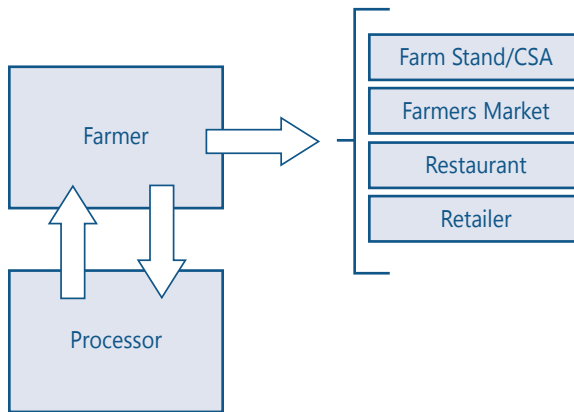 Farmer
Processor
Farm Stand/CSA
Farmers Market
Restaurant
Retailer